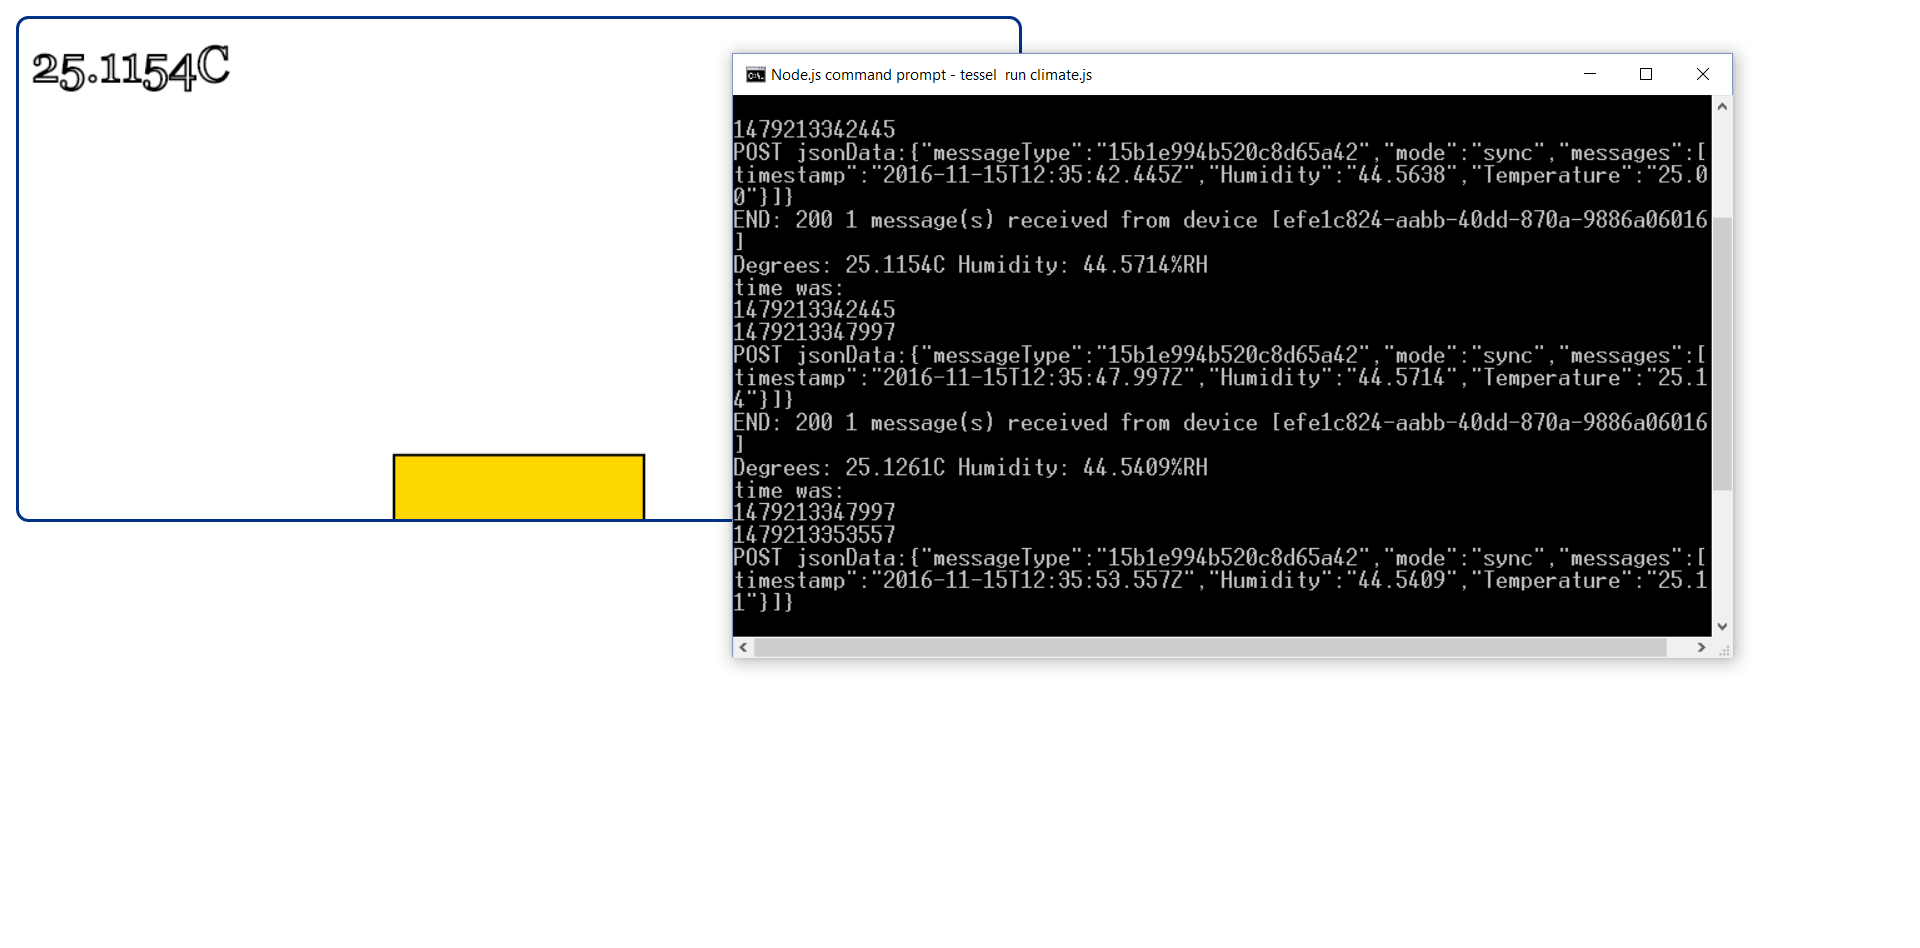 25.1154C
Node.js command prompt - tessel  run climate.js
1479213342445
POST jsonData:{"messageType":"15b1e994b520c8d65a42","mode":"sync","messages":[
timestamp":"2016-11-15T12:35:42.445Z","Humidity":"44.5638","Temperature":"25.0
0"}]}
END: 200 1 message(s) received from device [efe1c824-aabb-40dd-870a-9886a06016
]
Degrees: 25.1154C Humidity: 44.5714%RH
time was:
1479213342445
1479213347997
POST jsonData:{"messageType":"15b1e994b520c8d65a42","mode":"sync","messages":[
timestamp":"2016-11-15T12:35:47.997Z","Humidity":"44.5714","Temperature":"25.1
4"}]}
END: 200 1 message(s) received from device [efe1c824-aabb-40dd-870a-9886a06016
]
Degrees: 25.1261C Humidity: 44.5409%RH
time was:
1479213347997
1479213353557
POST jsonData:{"messageType":"15b1e994b520c8d65a42","mode":"sync","messages":[
timestamp":"2016-11-15T12:35:53.557Z","Humidity":"44.5409","Temperature":"25.1
1"}]}